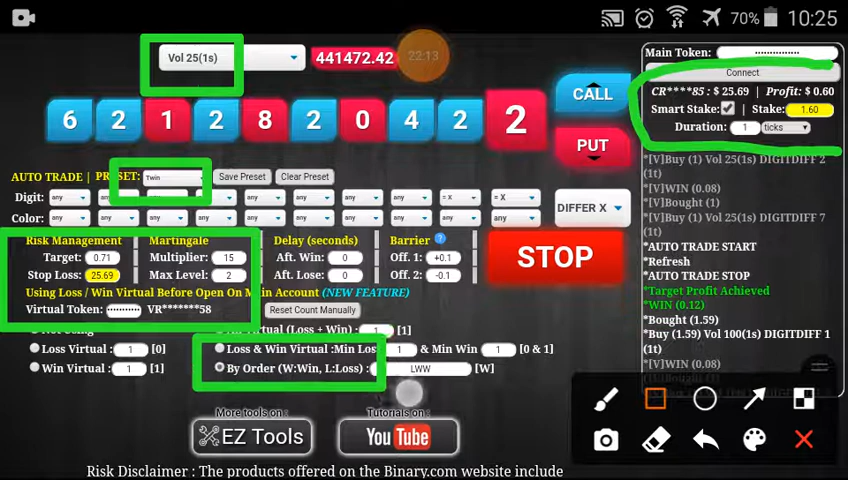 70% 10:25
Vol 25(1s) 441472.42 22:13
CALL
6 2 1 2 8 2 0 4 2 2
PUT
Main Token: ••••••••••••••
Connect
CR****85 : $ 25.69 | Profit: $ 0.60
Smart Stake: Stake: 1.60
Duration: 1 ticks
AUTO TRADE | PRESET: Twin Save Preset Clear Preset
Digit: any any any any any any any any = X = X
Color: any any any any any any any any any any
DIFFER X
Risk Management Martingale Delay (seconds) Barrier ?
Target: 0.71 Multiplier: 15 Aft. Win: 0 Off. 1: +0.1
Stop Loss: 25.69 Max Level: 2 Aft. Lose: 0 Off. 2: -0.1
STOP
Using Loss / Win Virtual Before Open On Main Account (NEW FEATURE)
Virtual Token: •••••••••• VR*******58 Reset Count Manually
Not Using Virtual (Loss + Win) : 1 [1]
Loss Virtual : 1 [0] Loss & Win Virtual :Min Loss 1 & Min Win : 1 [0 & 1]
Win Virtual : 1 [1] By Order (W:Win, L:Loss) : LWW [W]
*[V]Buy (1) Vol 25(1s) DIGITDIFF 2
(1t)
*[V]WIN (0.08)
*[V]Bought (1)
*[V]Buy (1) Vol 25(1s) DIGITDIFF 7
(1t)
*AUTO TRADE START
*Refresh
*AUTO TRADE STOP
*Target Profit Achieved
*WIN (0.12)
*Bought (1.59)
*Buy (1.59) Vol 100(1s) DIGITDIFF 1
(1t)
*[V]WIN (0.08)
More tools on : Tutorials on :
EZ Tools YouTube
Risk Disclaimer : The products offered on the Binary.com website include